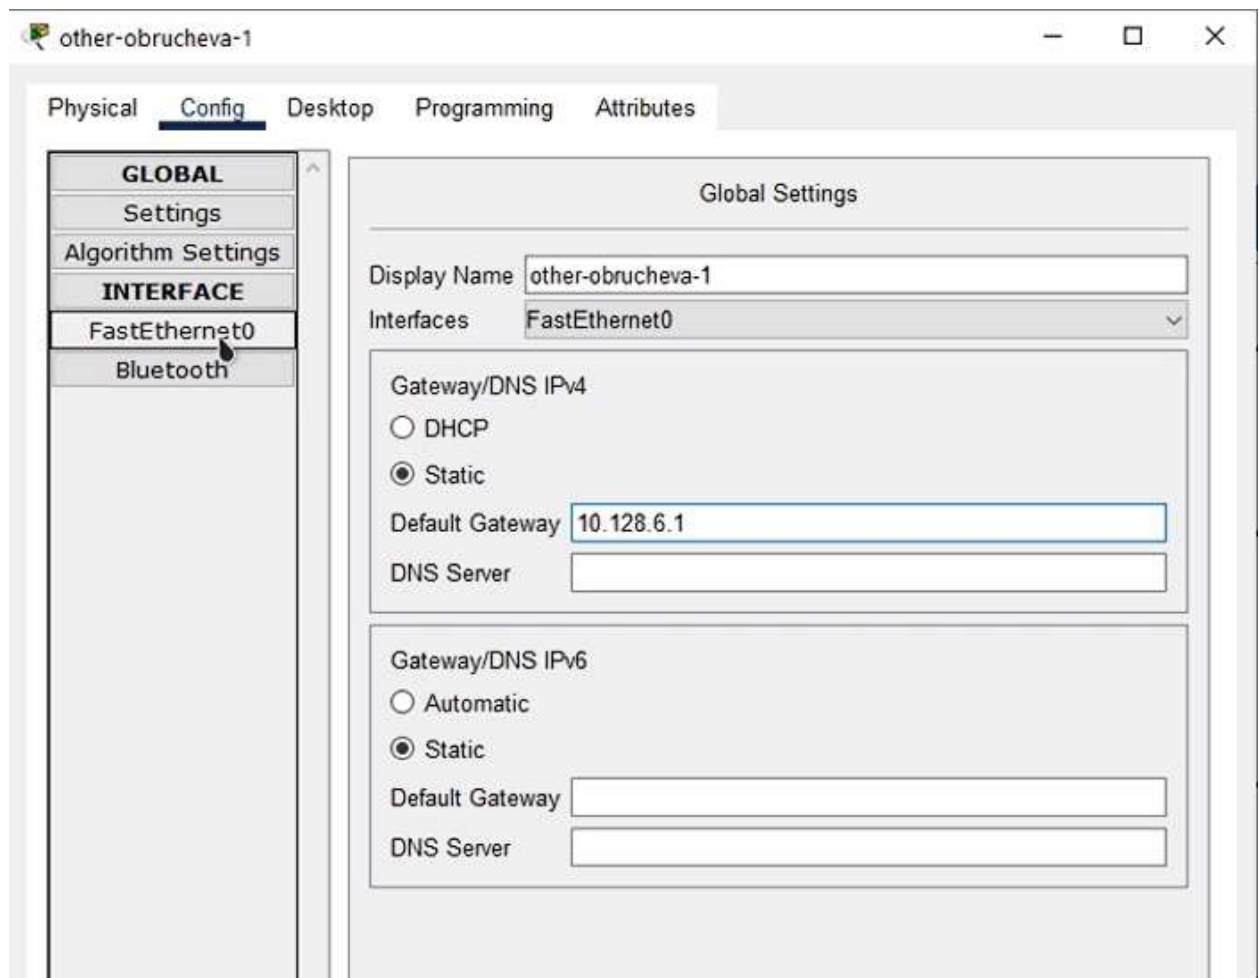 other-obrucheva-1
Physical Config Desktop Programming Attributes
GLOBAL
Settings
Algorithm Settings
INTERFACE
FastEthernet0
Bluetooth
Global Settings
Display Name other-obrucheva-1
Interfaces FastEthernet0
Gateway/DNS IPv4
DHCP
Static
Default Gateway 10.128.6.1
DNS Server
Gateway/DNS IPv6
Automatic
Static
Default Gateway
DNS Server